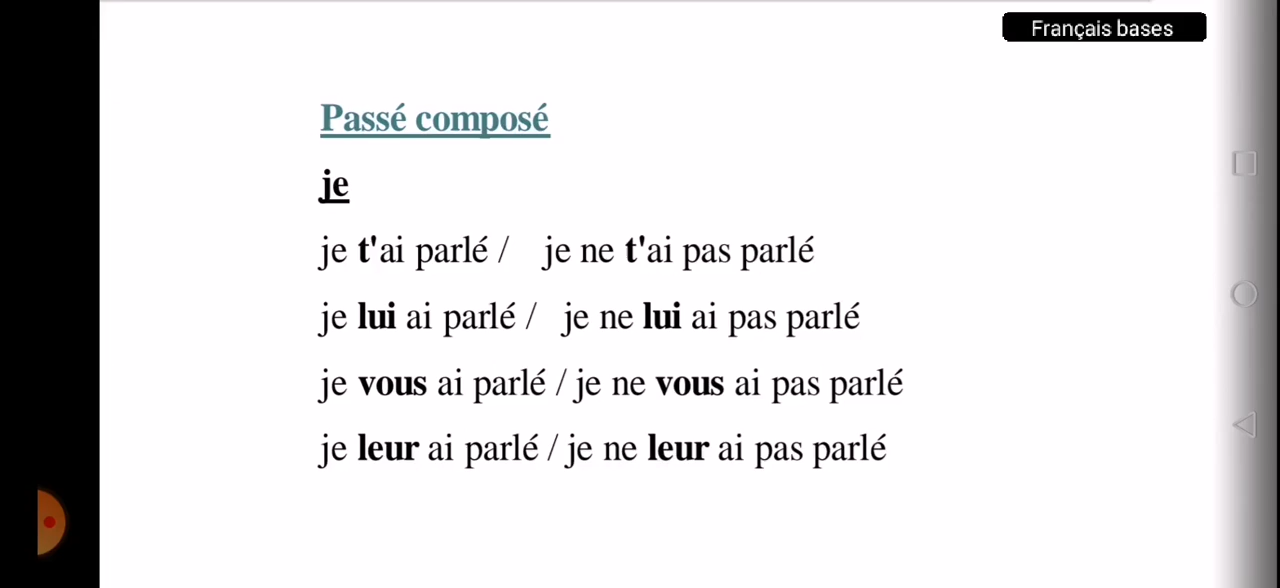 Français bases
Passé composé
je
je t'ai parlé / je ne t'ai pas parlé
je lui ai parlé / je ne lui ai pas parlé
je vous ai parlé / je ne vous ai pas parlé
je leur ai parlé / je ne leur ai pas parlé